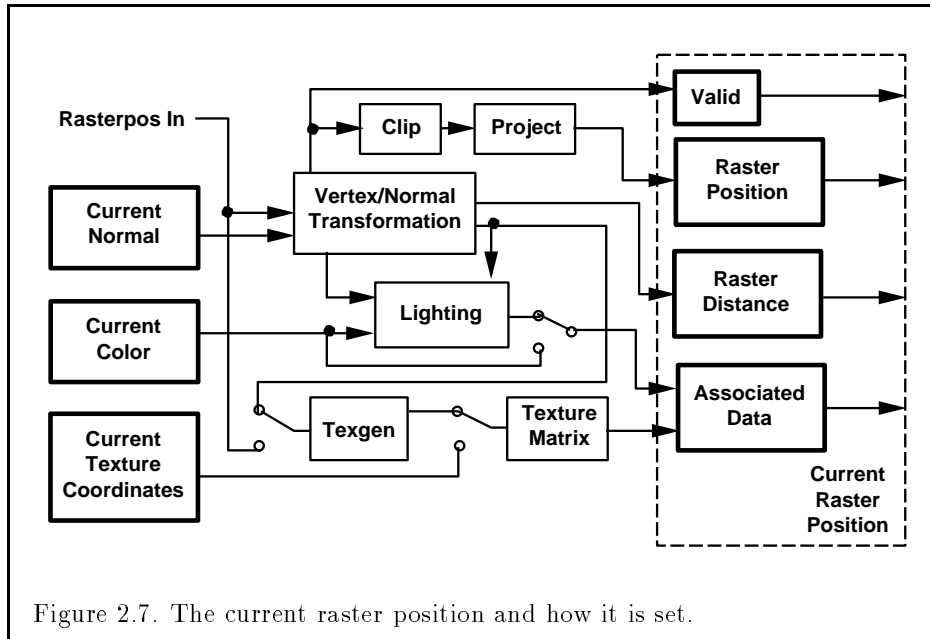 Rasterpos In
Clip
Project
Valid
Vertex/Normal
Transformation
Raster
Position
Current
Normal
Raster
Distance
Lighting
Current
Color
Associated
Data
Texgen
Texture
Matrix
Current
Texture
Coordinates
Current
Raster
Position
Figure 2.7. The current raster position and how it is set.